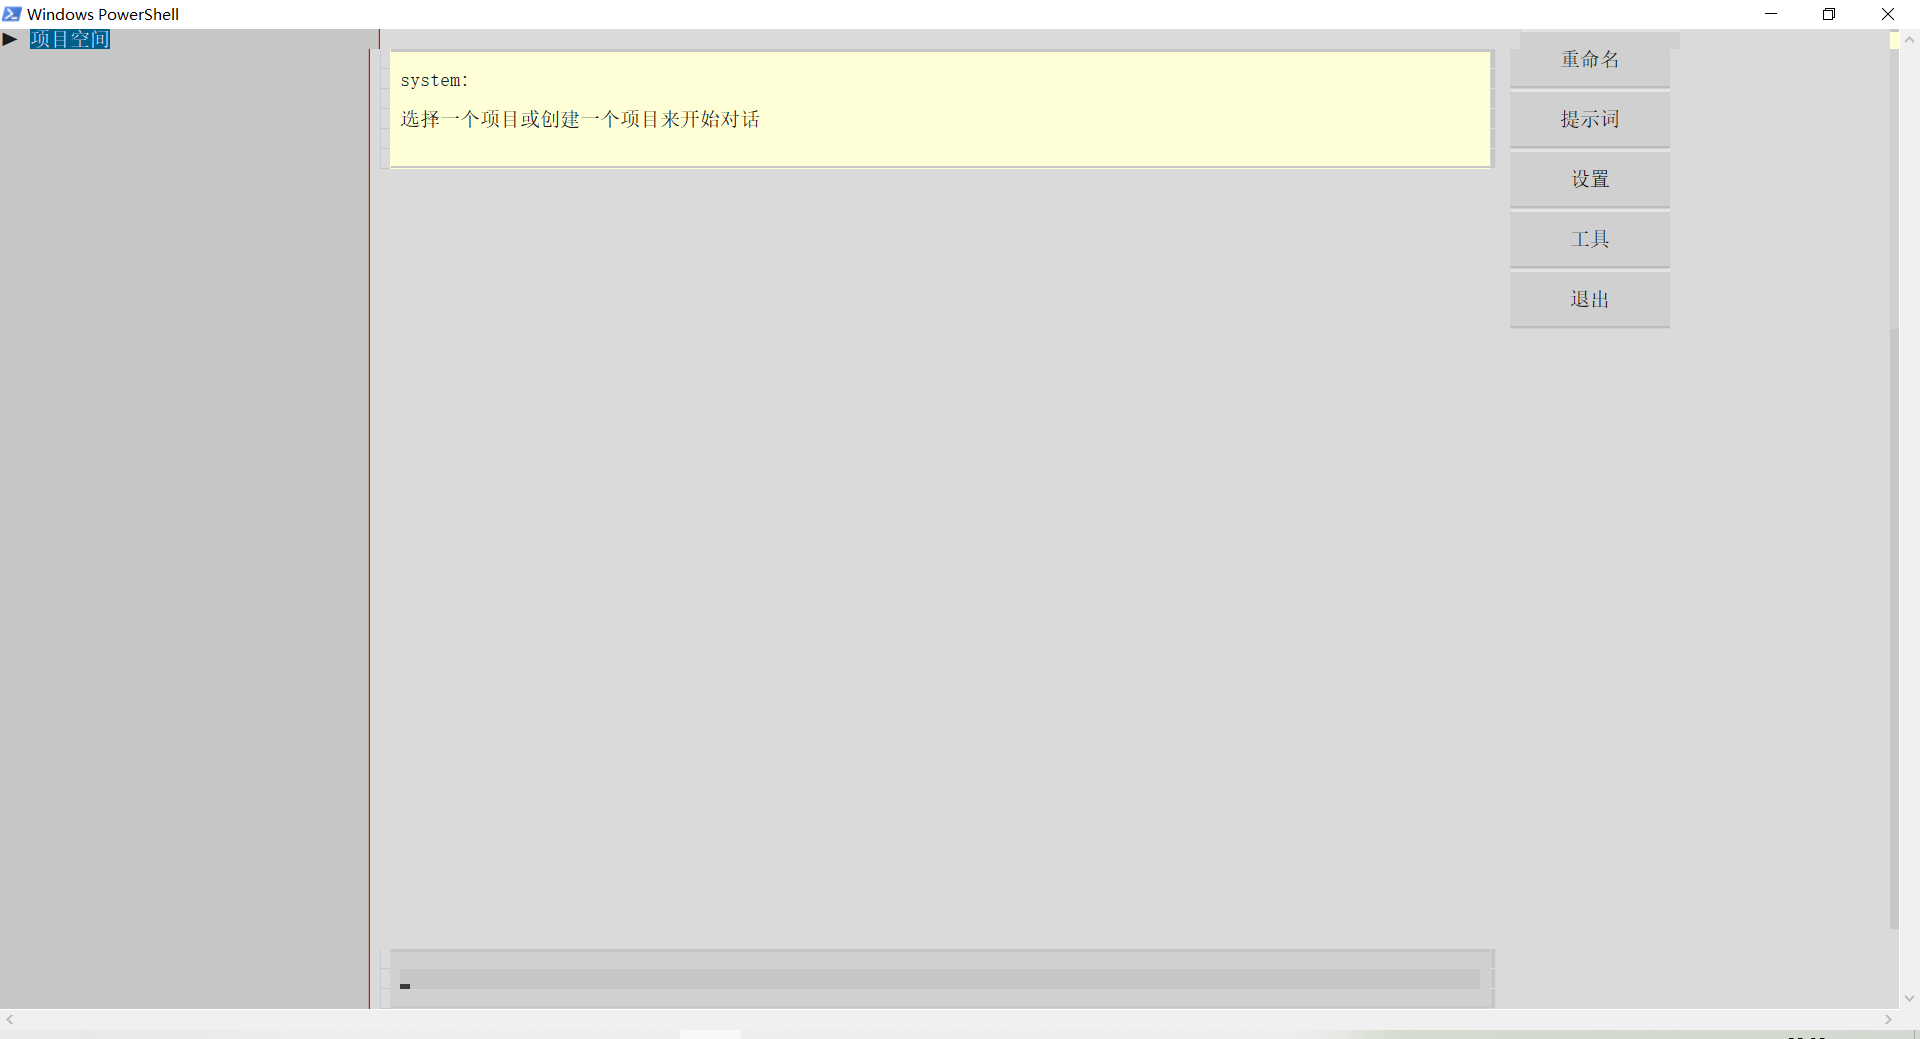 Windows PowerShell
项目空间
system:
选择一个项目或创建一个项目来开始对话
重命名
提示词
设置
工具
退出